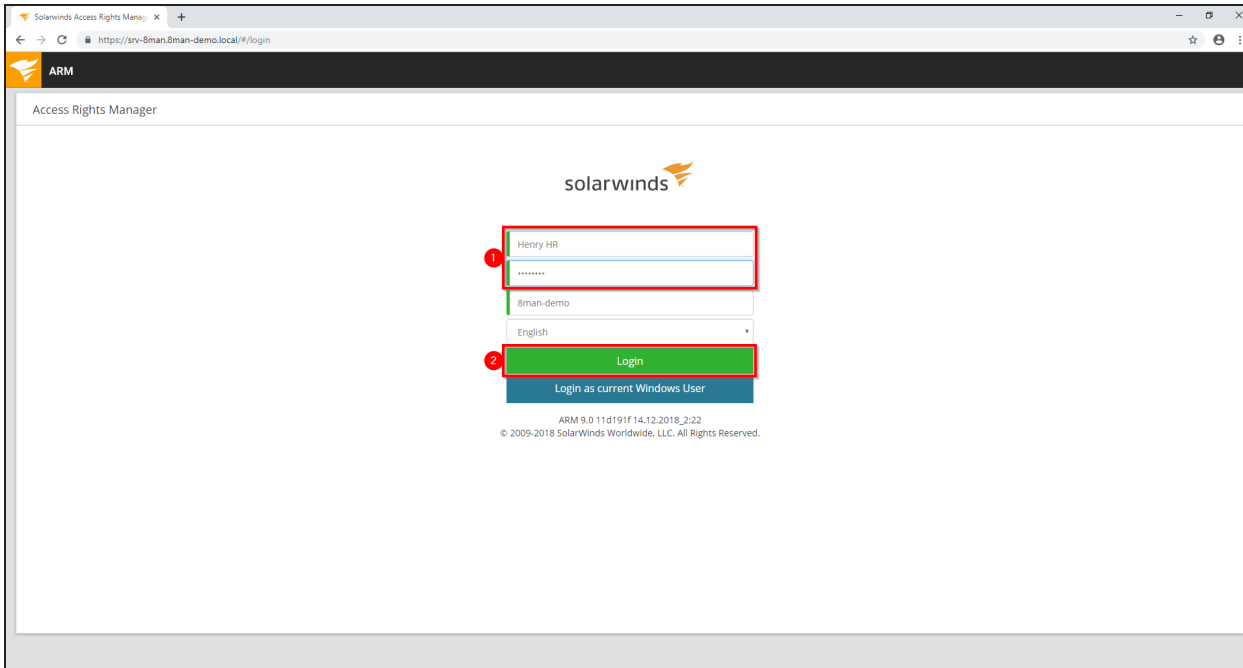 Solarwinds Access Rights Manag
https://srv-8man.8man-demo.local/#/login
ARM
Access Rights Manager
solarwinds
Henry HR
1
••••••••
8man-demo
English
2
Login
Login as current Windows User
ARM 9.0 11d191f 14.12.2018_2:22
© 2009-2018 SolarWinds Worldwide, LLC. All Rights Reserved.